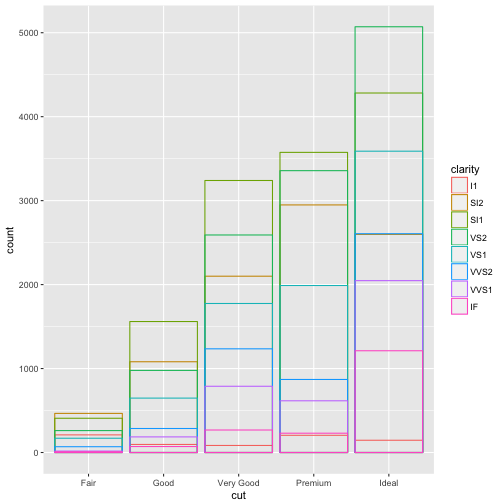 5000
4000
3000
2000
1000
0
count
Fair Good Very Good Premium Ideal
cut
clarity
I1
SI2
SI1
VS2
VS1
VVS2
VVS1
IF